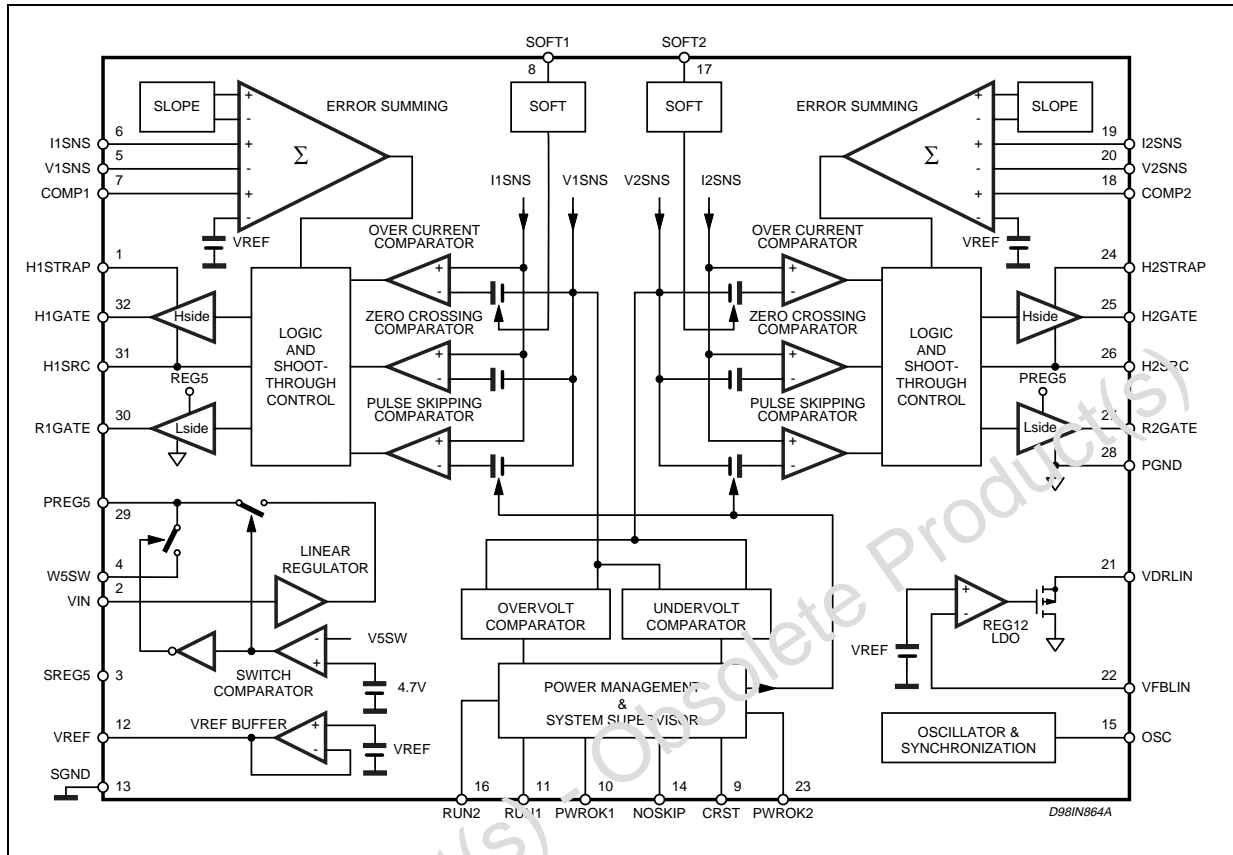 SOFT1
SOFT2
8
17
SLOPE
+
-
ERROR SUMMING
SOFT
SOFT
ERROR SUMMING
+
-
SLOPE
6
I1SNS
+
Σ
Σ
+
19
I2SNS
5
V1SNS
-
-
20
V2SNS
7
COMP1
+
I1SNS
V1SNS
V2SNS
I2SNS
+
18
COMP2
-
VREF
-
VREF
OVER CURRENT
COMPARATOR
OVER CURRENT
COMPARATOR
1
H1STRAP
24
H2STRAP
+
-
+
-
32
H1GATE
Hside
Hside
25
H2GATE
LOGIC
AND
SHOOT-
THROUGH
CONTROL
ZERO CROSSING
COMPARATOR
ZERO CROSSING
COMPARATOR
LOGIC
AND
SHOOT-
THROUGH
CONTROL
31
H1SRC
+
-
+
-
26
H2SRC
REG5
PREG5
PULSE SKIPPING
COMPARATOR
PULSE SKIPPING
COMPARATOR
30
R1GATE
Lside
Lside
R2GATE
+
-
+
-
28
PGND
PREG5
29
LINEAR
REGULATOR
4
W5SW
2
VIN
OVERVOLT
COMPARATOR
UNDERVOLT
COMPARATOR
+
-
REG12
LDO
21
VDRLIN
- V5SW
+
VREF
SWITCH
COMPARATOR
4.7V
SREG5
3
POWER MANAGEMENT
&
SYSTEM SUPERVISOR
22
VFBLIN
12
VREF
VREF BUFFER
+
-
VREF
OSCILLATOR &
SYNCHRONIZATION
15
OSC
SGND
13
16
11
10
14
9
23
RUN2
RUN1
PWROK1
NOSKIP
CRST
PWROK2
D98IN864A
(s) - Obsolete Product(s)